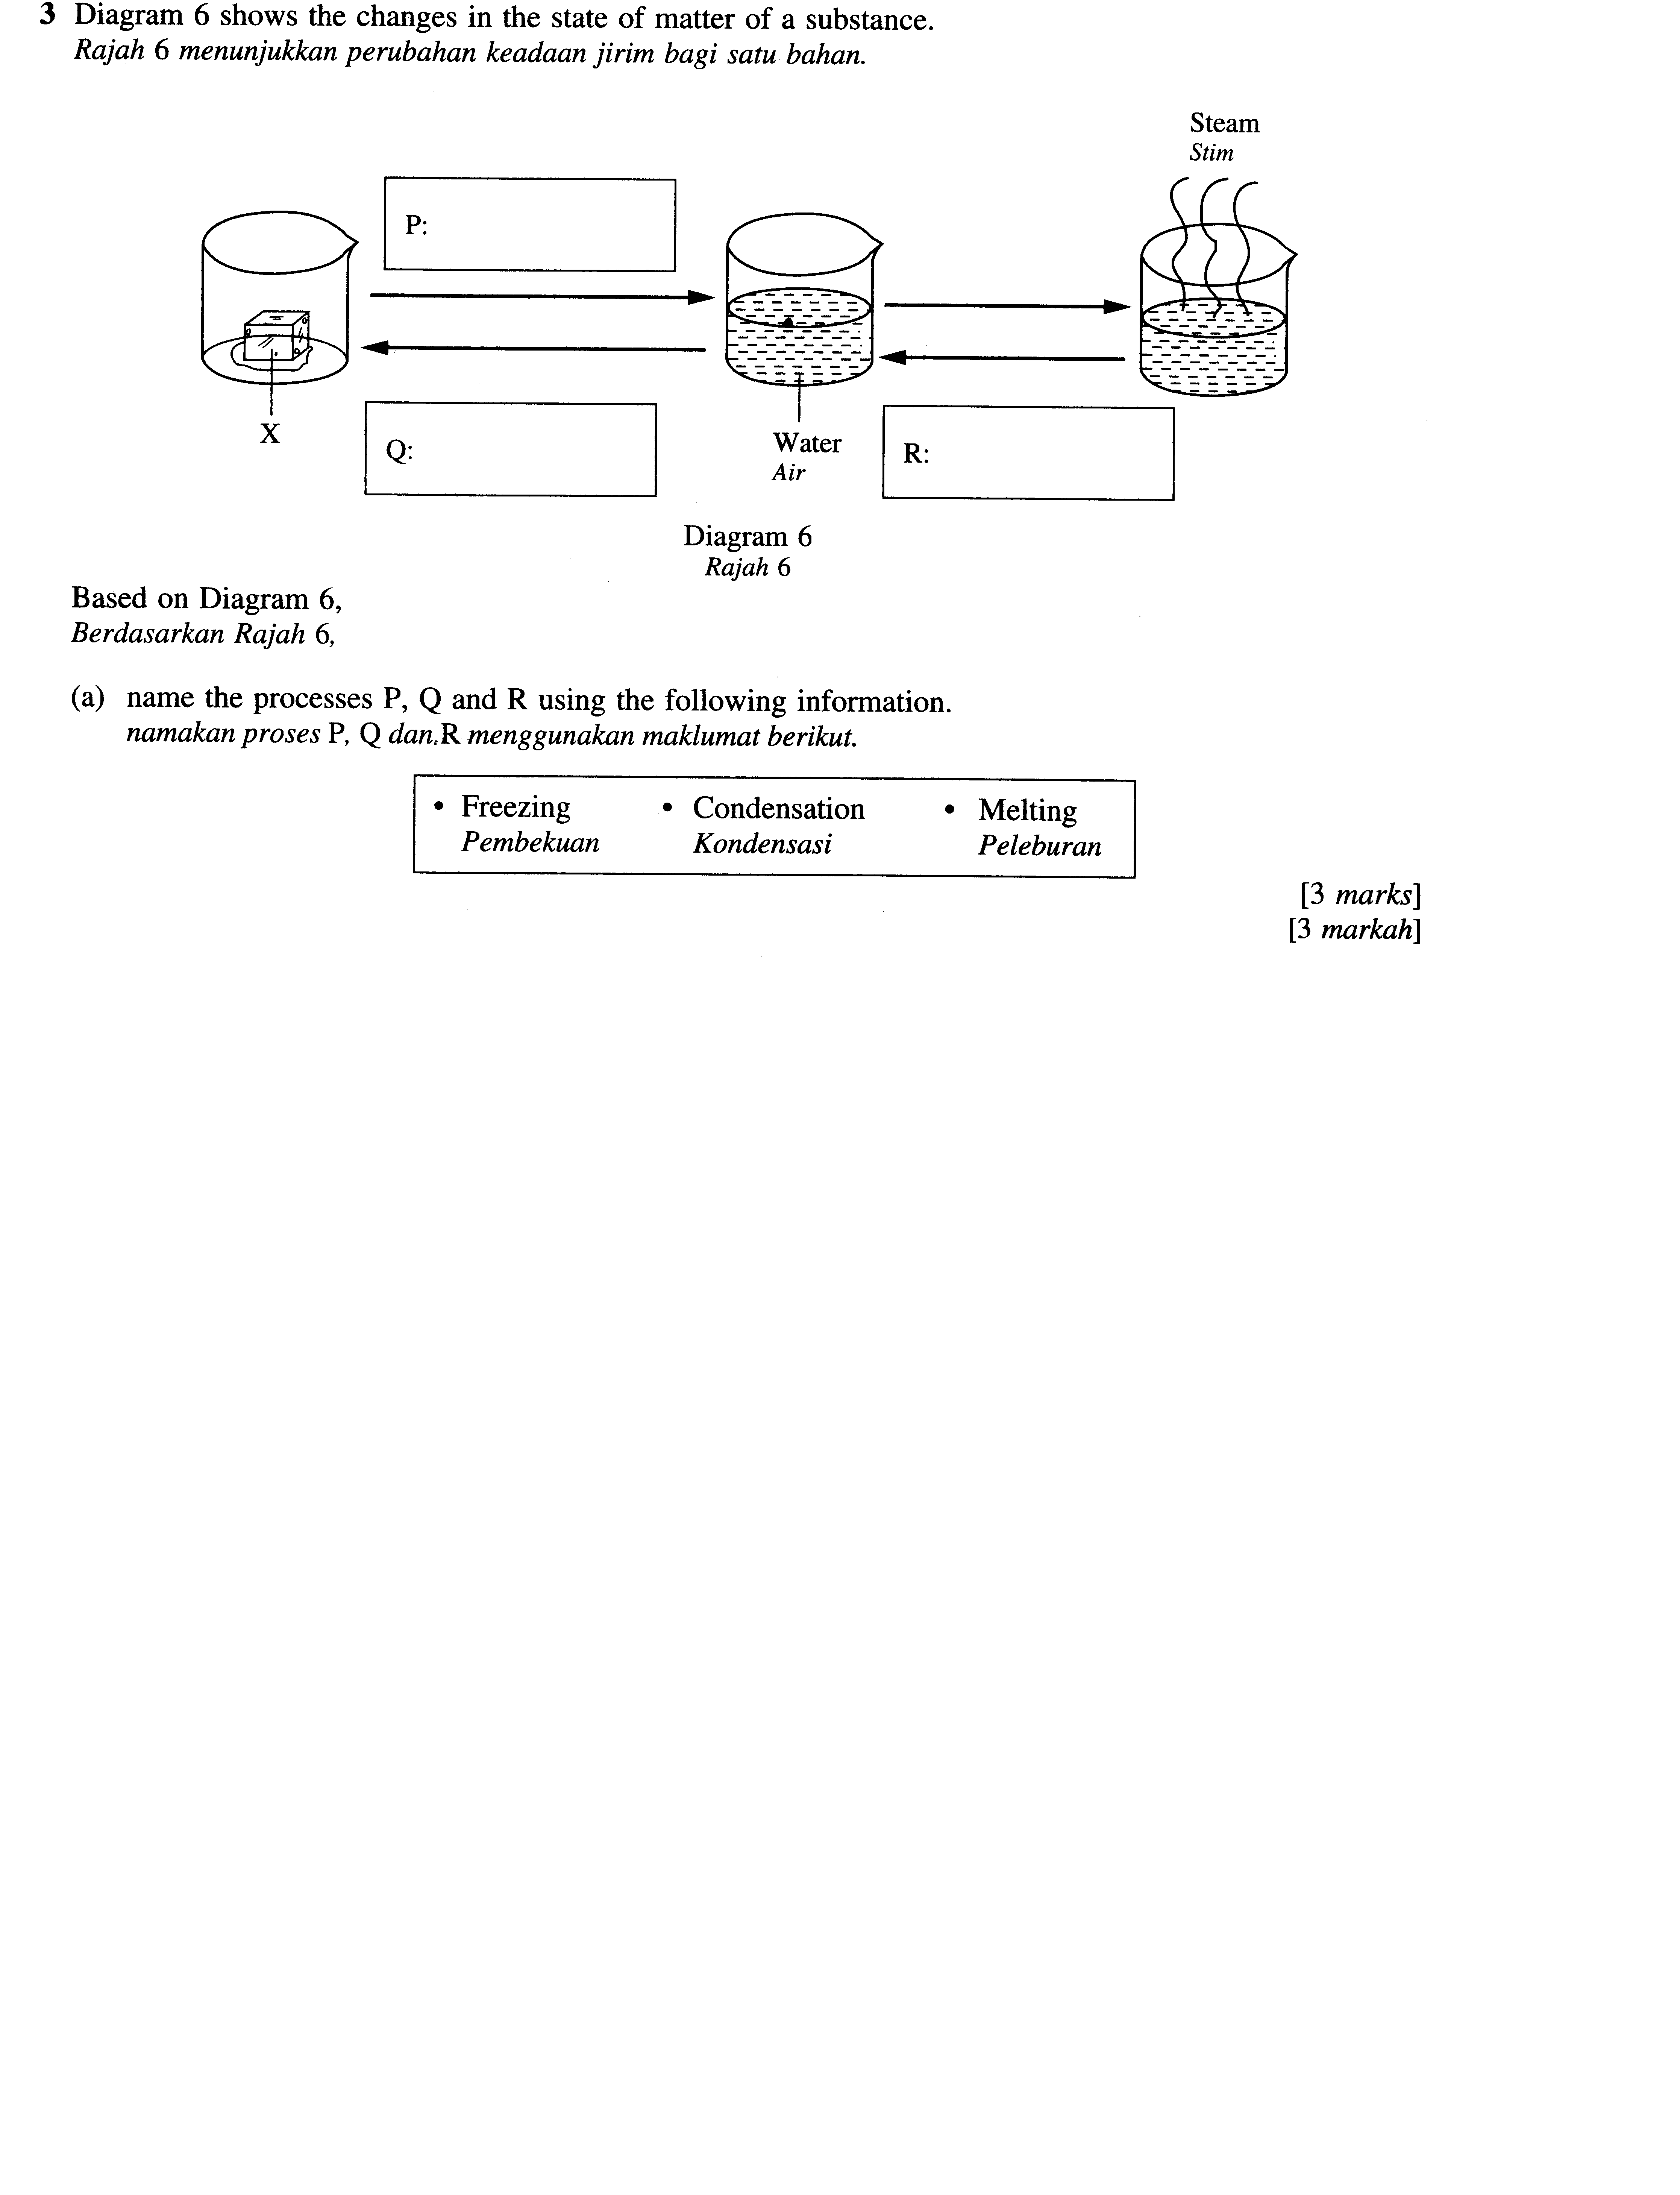 3 Diagram 6 shows the changes in the state of matter of a substance.
Rajah 6 menunjukkan perubahan keadaan jirim bagi satu bahan.
Steam
Stim
P:
X
Q:
Water
Air
R:
Diagram 6
Rajah 6
Based on Diagram 6,
Berdasarkan Rajah 6,
(a) name the processes P, Q and R using the following information.
namakan proses P, Q dan R menggunakan maklumat berikut.
• Freezing • Condensation • Melting
Pembekuan Kondensasi Peleburan
[3 marks]
[3 markah]